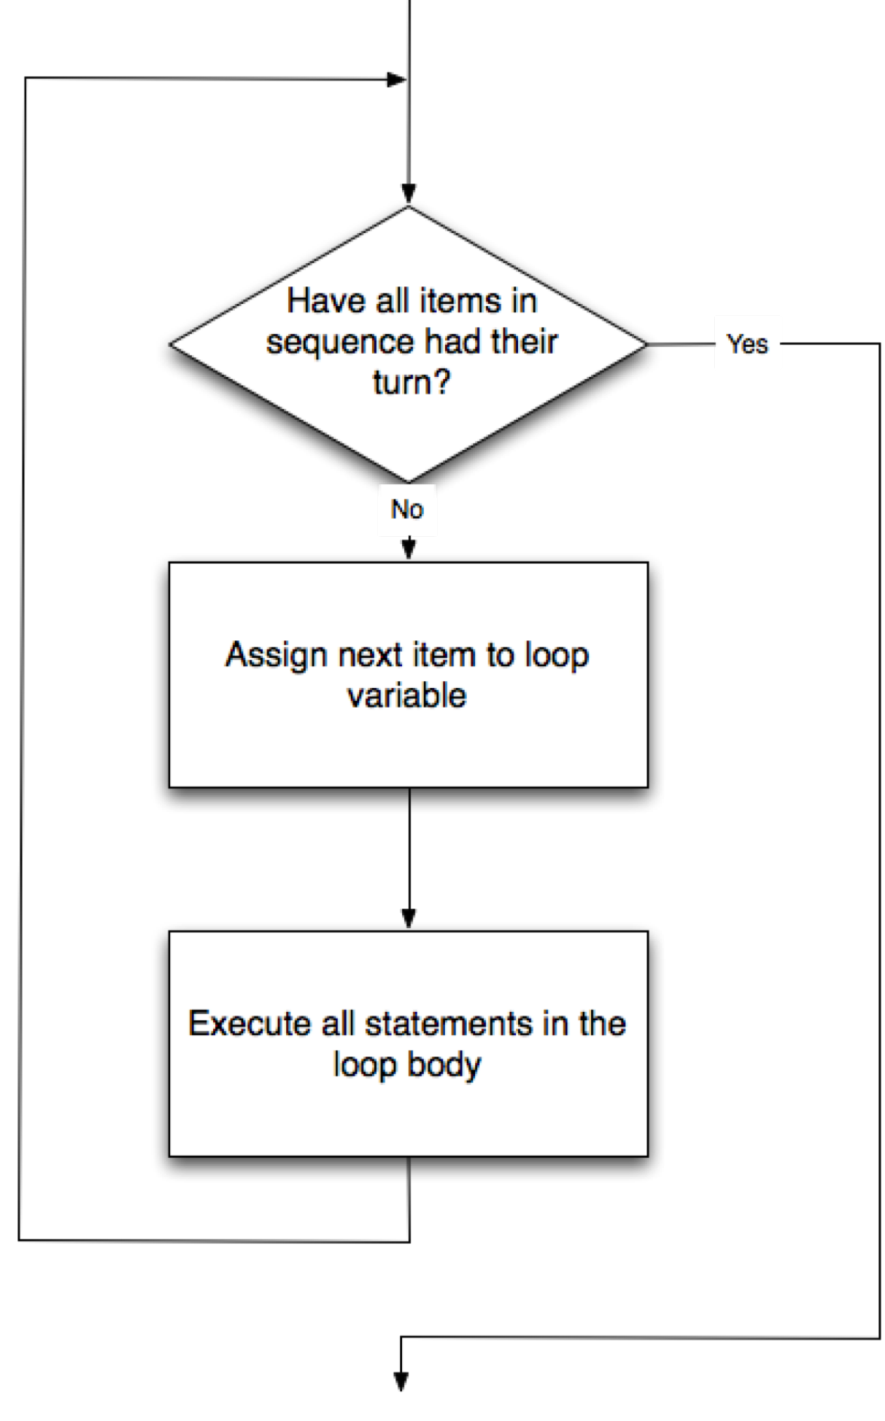 Have all items in
sequence had their
turn?
Yes
No
Assign next item to loop
variable
Execute all statements in the
loop body